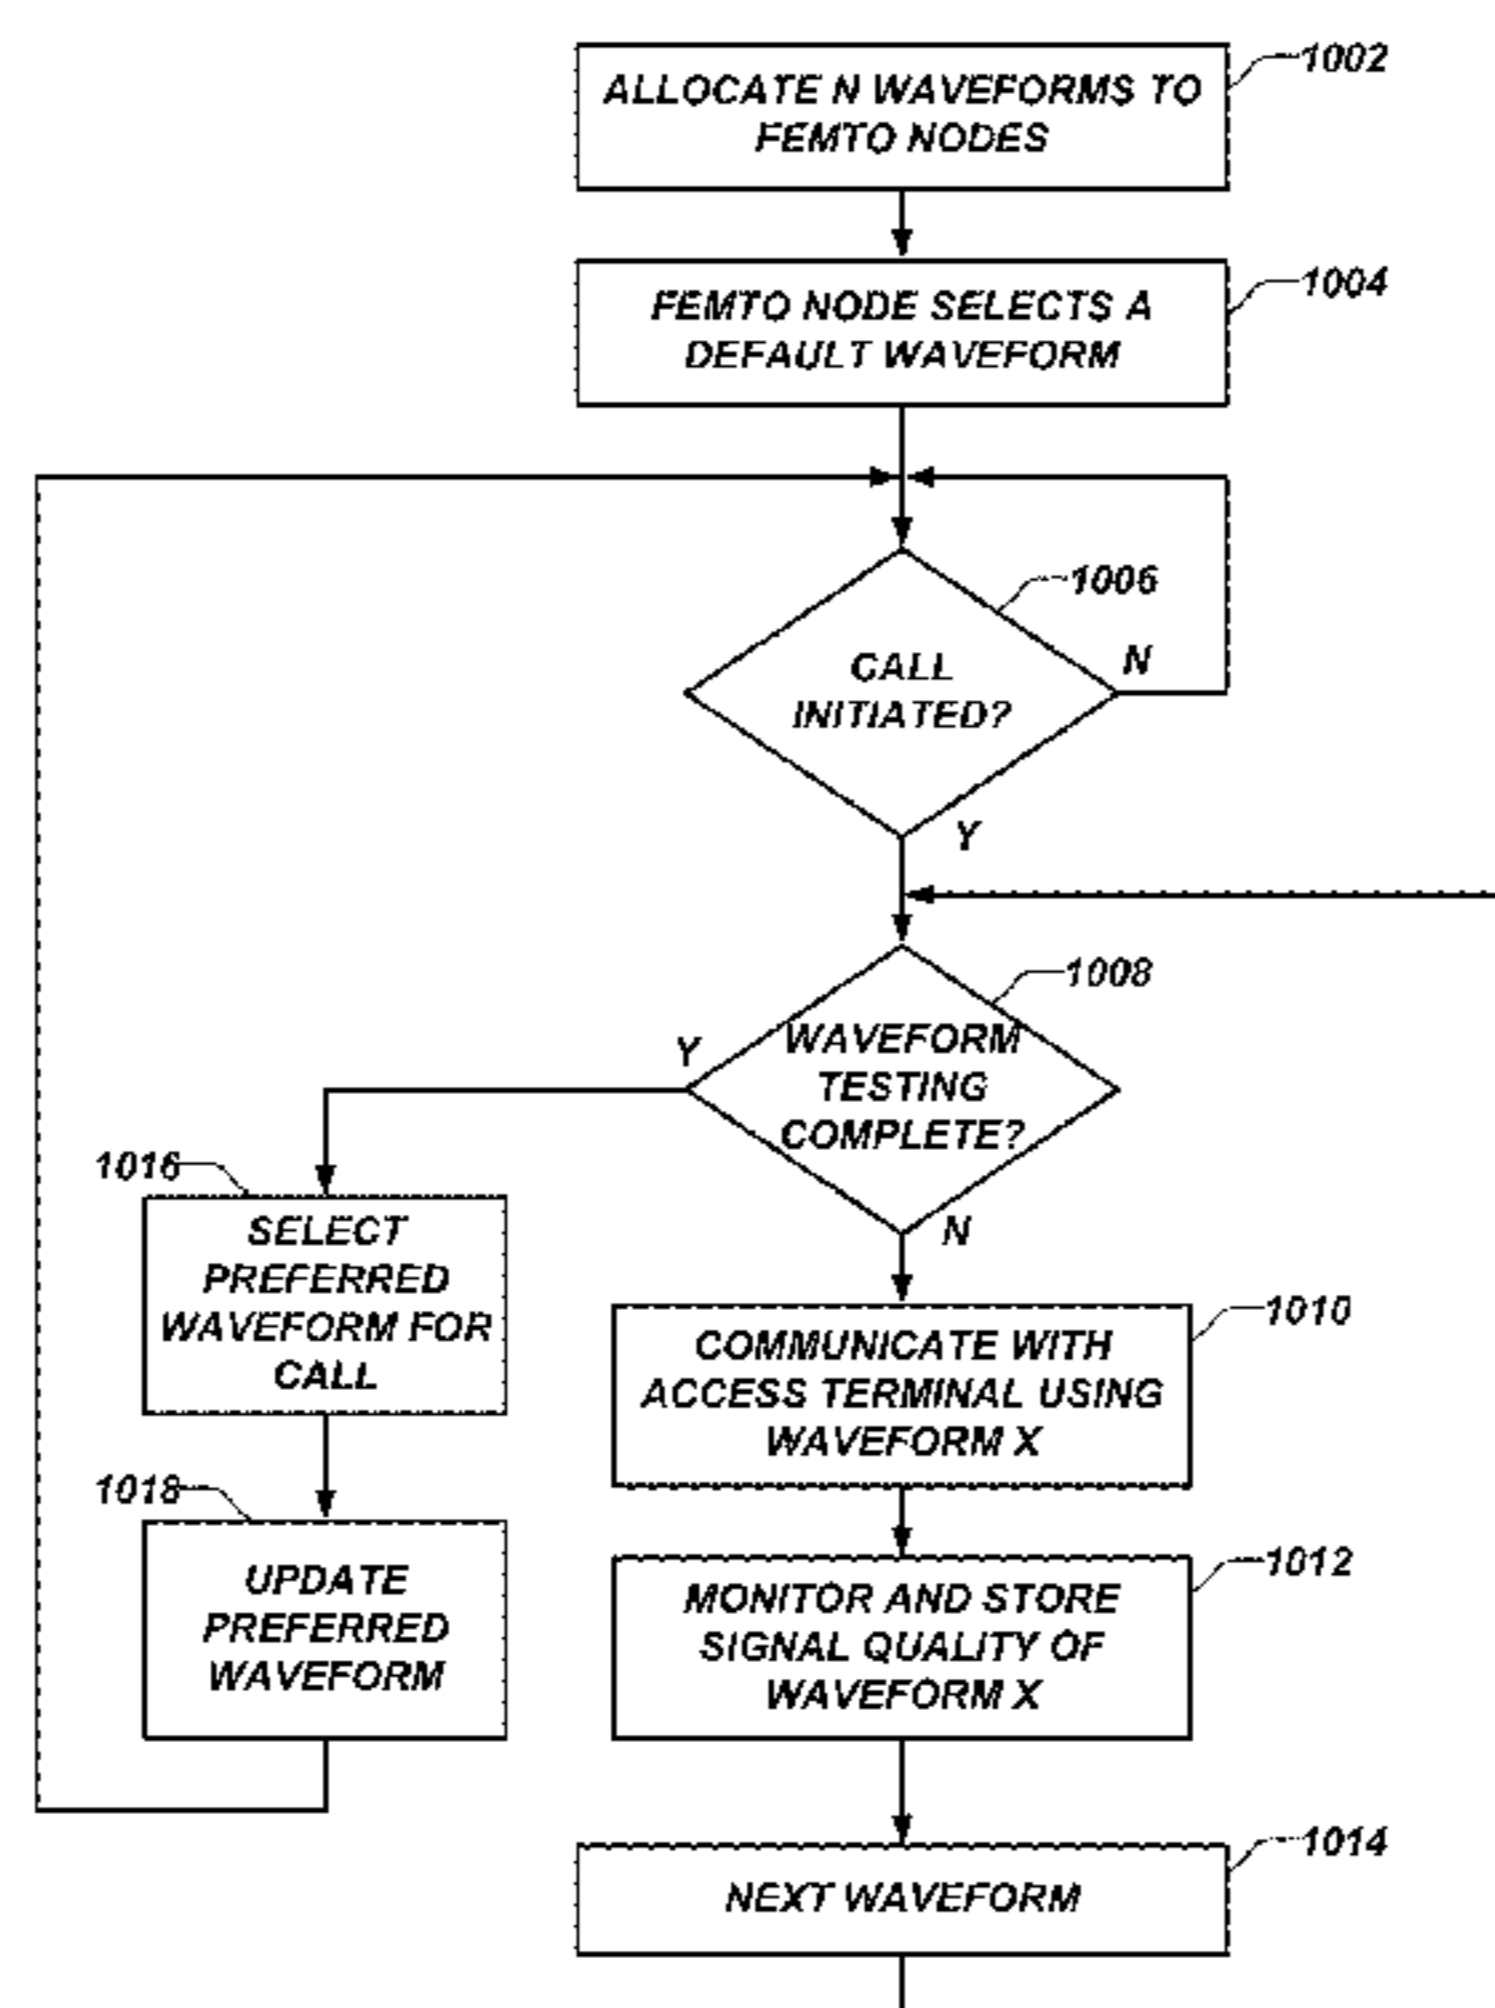 1002
ALLOCATE N WAVEFORMS TO
FEMTO NODES
1004
FEMTO NODE SELECTS A
DEFAULT WAVEFORM
1006
CALL
INITIATED?
N
Y
1008
WAVEFORM
TESTING
COMPLETE?
Y
N
1016
SELECT
PREFERRED
WAVEFORM FOR
CALL
1010
COMMUNICATE WITH
ACCESS TERMINAL USING
WAVEFORM X
1018
UPDATE
PREFERRED
WAVEFORM
1012
MONITOR AND STORE
SIGNAL QUALITY OF
WAVEFORM X
1014
NEXT WAVEFORM